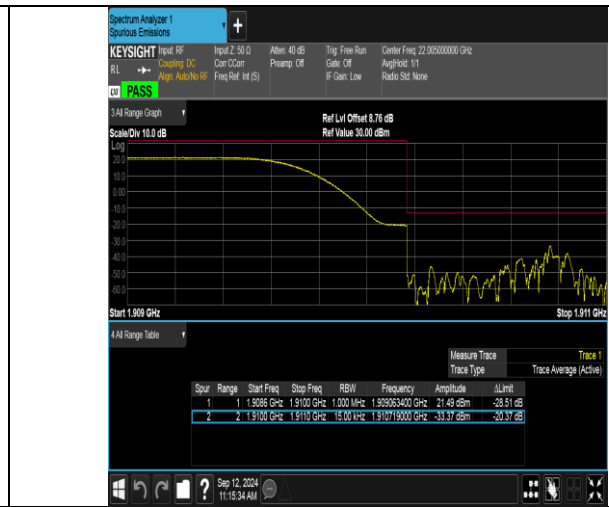 Spectrum Analyzer 1
Spurious Emissions
+
KEYSIGHT Input: RF Input Z: 50 Ω Atten: 40 dB Trig: Free Run Center Freq: 22.005000000 GHz
RL Coupling: DC Corr CCorr Preamp: Off Gate: Off Avg|Hold: 1/1
Align: Auto/No RF Freq Ref: Int (S) IF Gain: Low Radio Std: None
LXI PASS
3 All Range Graph
Ref Lvl Offset 8.76 dB
Scale/Div 10.0 dB Ref Value 30.00 dBm
Log
20.0
10.0
0.00
-10.0
-20.0
-30.0
-40.0
-50.0
-60.0
Start 1.909 GHz Stop 1.911 GHz
4 All Range Table
Measure Trace Trace 1
Trace Type Trace Average (Active)
Spur Range Start Freq Stop Freq RBW Frequency Amplitude ΔLimit
1 1 1.9086 GHz 1.9100 GHz 1.000 MHz 1.909063400 GHz 21.49 dBm -28.51 dB
2 2 1.9100 GHz 1.9110 GHz 15.00 kHz 1.910719000 GHz -33.37 dBm -20.37 dB
? Sep 12, 2024
11:15:34 AM